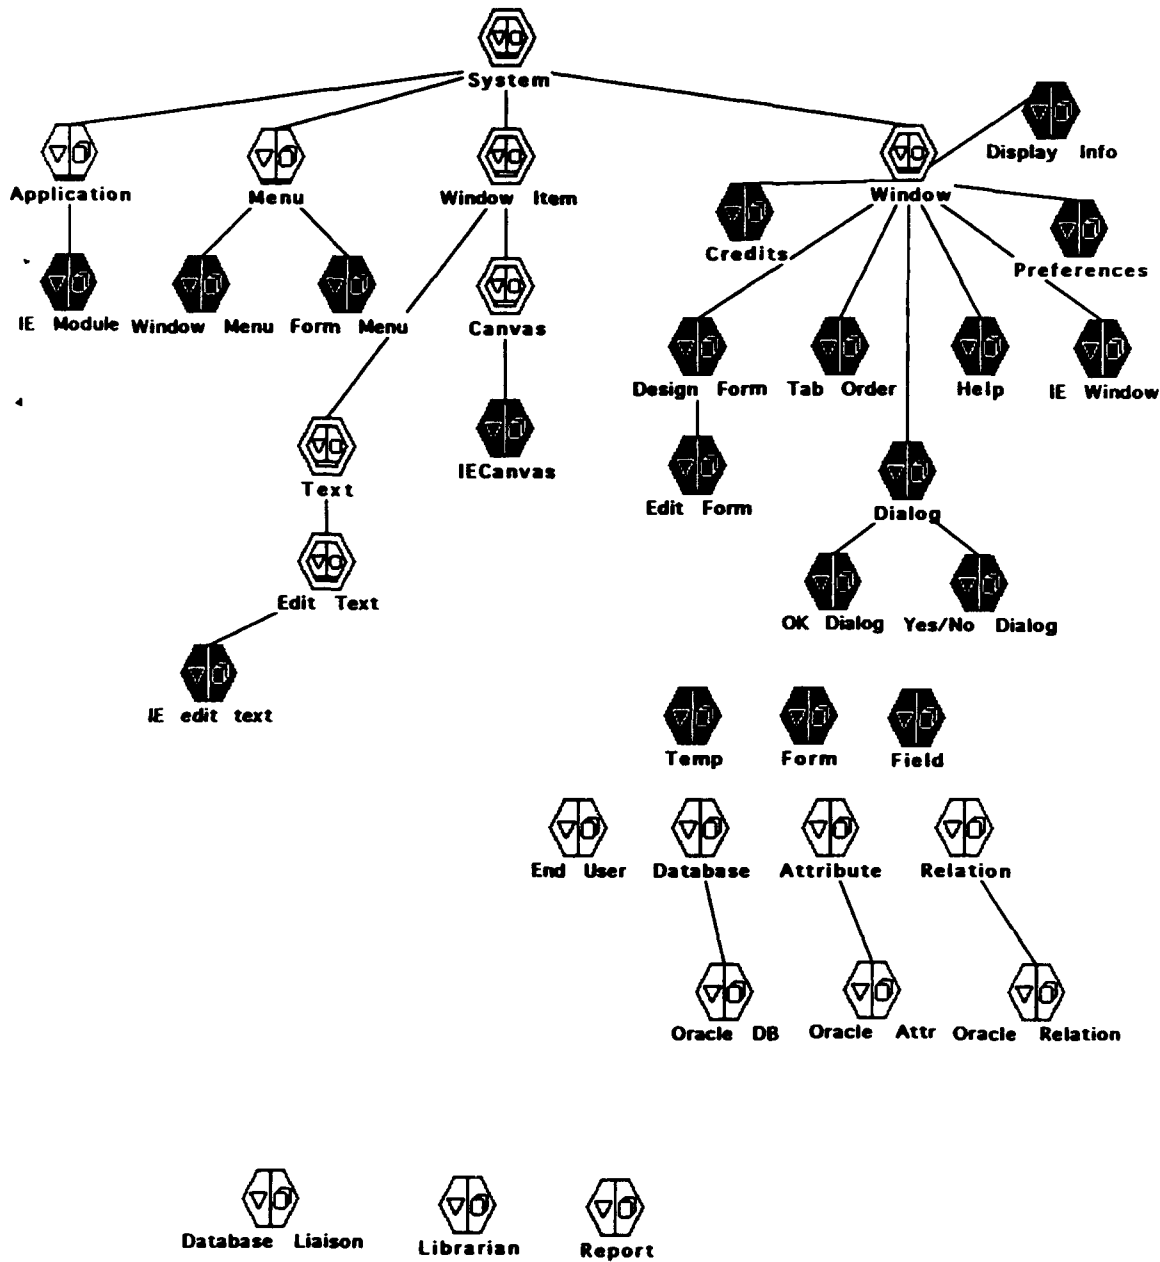 System
Display Info
Application
Menu
Window Item
Window
Credits
Preferences
IE Module
Window Menu
Form Menu
Canvas
Design Form
Tab Order
Help
IE Window
Text
IECanvas
Edit Form
Dialog
Edit Text
OK Dialog
Yes/No Dialog
IE edit text
Temp
Form
Field
End User
Database
Attribute
Relation
Oracle DB
Oracle Attr
Oracle Relation
Database Liaison
Librarian
Report